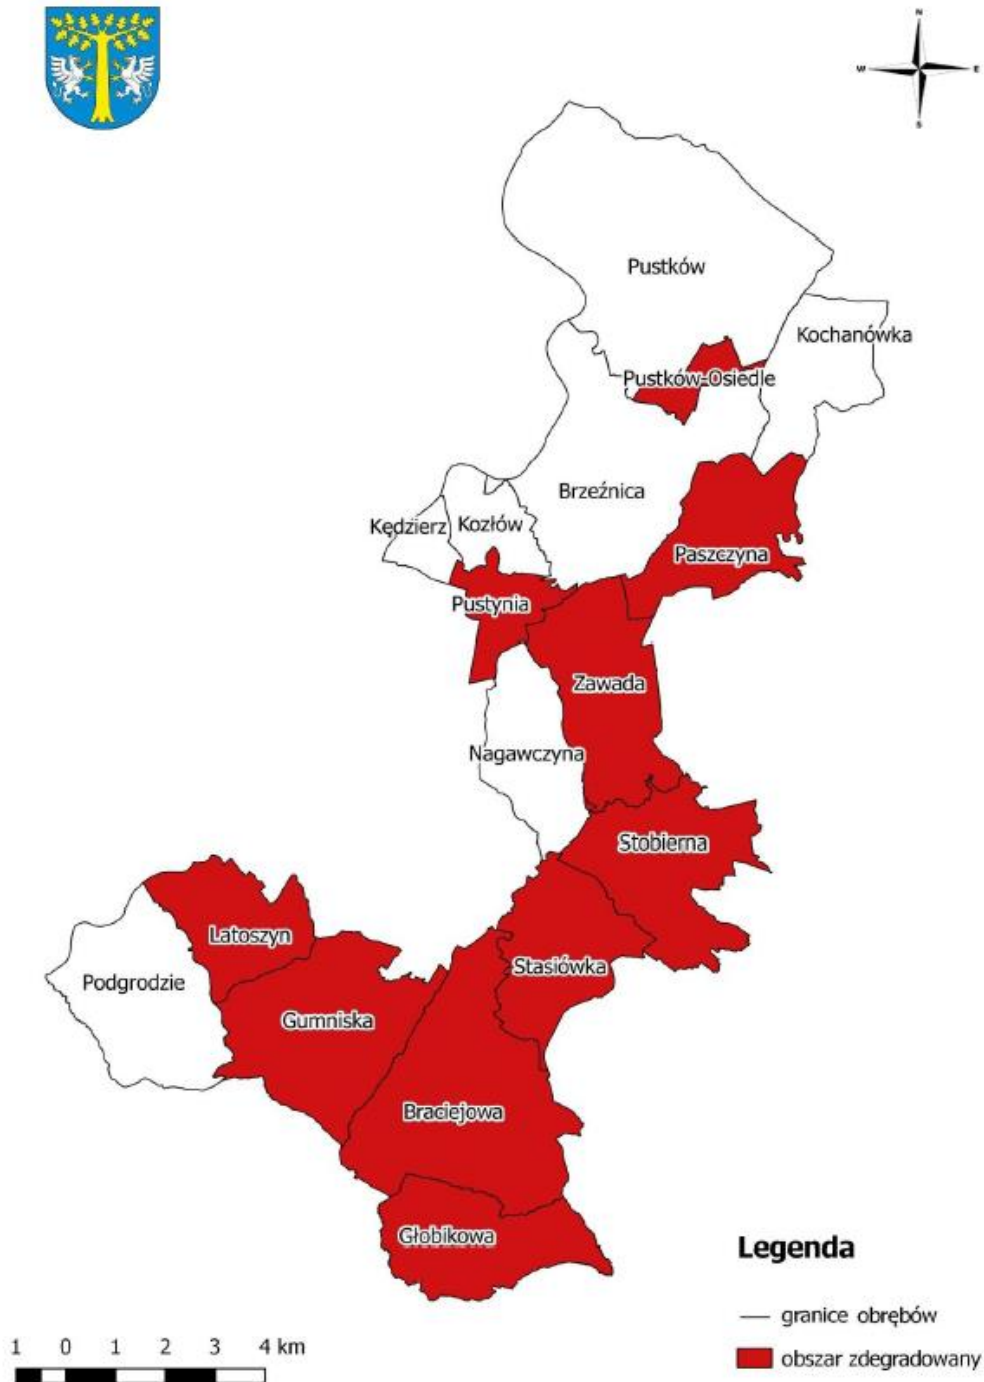 N
W
E
S
Pustków
Kochanówka
Pustków-Osiedle
Brzeźnica
Kędzierz
Kozłów
Paszczyna
Pustynia
Zawada
Nagawczyna
Stobierna
Latoszyn
Stasiówka
Podgrodzie
Gumniska
Braciejowa
Głobikowa
Legenda
granice obrębów
obszar zdegradowany
1 0 1 2 3 4 km